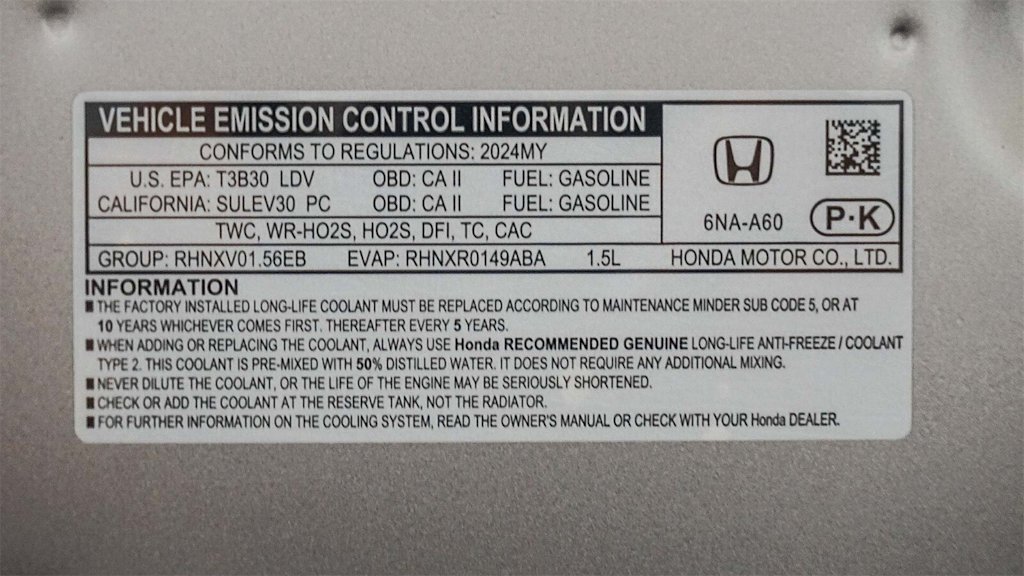 VEHICLE EMISSION CONTROL INFORMATION
CONFORMS TO REGULATIONS: 2024MY
U.S. EPA: T3B30 LDV OBD: CA II FUEL: GASOLINE
CALIFORNIA: SULEV30 PC OBD: CA II FUEL: GASOLINE
TWC, WR-HO2S, HO2S, DFI, TC, CAC
6NA-A60 P·K
GROUP: RHNXV01.56EB EVAP: RHNXR0149ABA 1.5L HONDA MOTOR CO., LTD.
INFORMATION
■ THE FACTORY INSTALLED LONG-LIFE COOLANT MUST BE REPLACED ACCORDING TO MAINTENANCE MINDER SUB CODE 5, OR AT
10 YEARS WHICHEVER COMES FIRST. THEREAFTER EVERY 5 YEARS.
■ WHEN ADDING OR REPLACING THE COOLANT, ALWAYS USE Honda RECOMMENDED GENUINE LONG-LIFE ANTI-FREEZE / COOLANT
TYPE 2. THIS COOLANT IS PRE-MIXED WITH 50% DISTILLED WATER. IT DOES NOT REQUIRE ANY ADDITIONAL MIXING.
■ NEVER DILUTE THE COOLANT, OR THE LIFE OF THE ENGINE MAY BE SERIOUSLY SHORTENED.
■ CHECK OR ADD THE COOLANT AT THE RESERVE TANK, NOT THE RADIATOR.
■ FOR FURTHER INFORMATION ON THE COOLING SYSTEM, READ THE OWNER'S MANUAL OR CHECK WITH YOUR Honda DEALER.